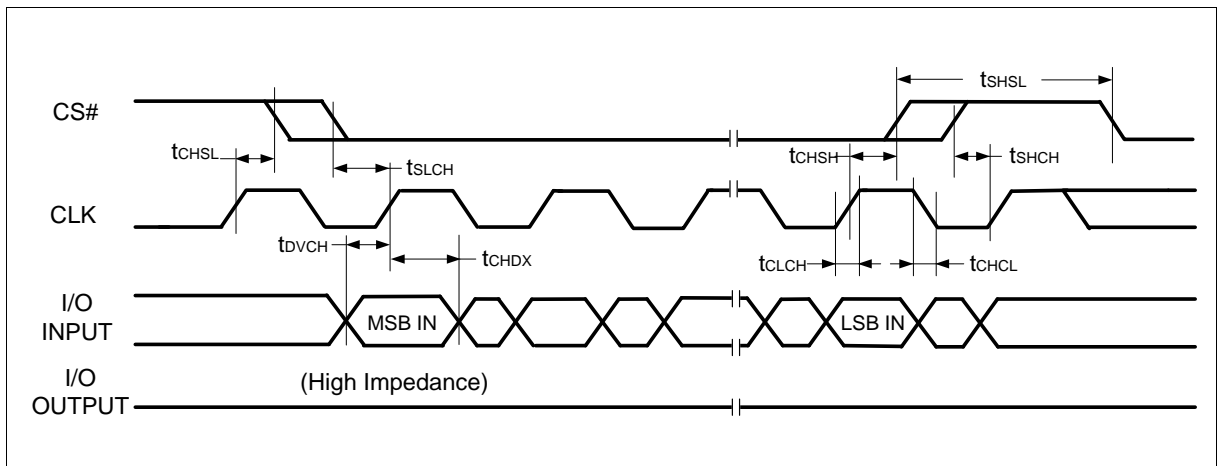 tSHSL
CS#
tCHSL
tSLCH
tCHSH
tSHCH
CLK
tDVCH
tCHDX
tCLCH
tCHCL
I/O
INPUT
MSB IN
LSB IN
I/O
OUTPUT
(High Impedance)